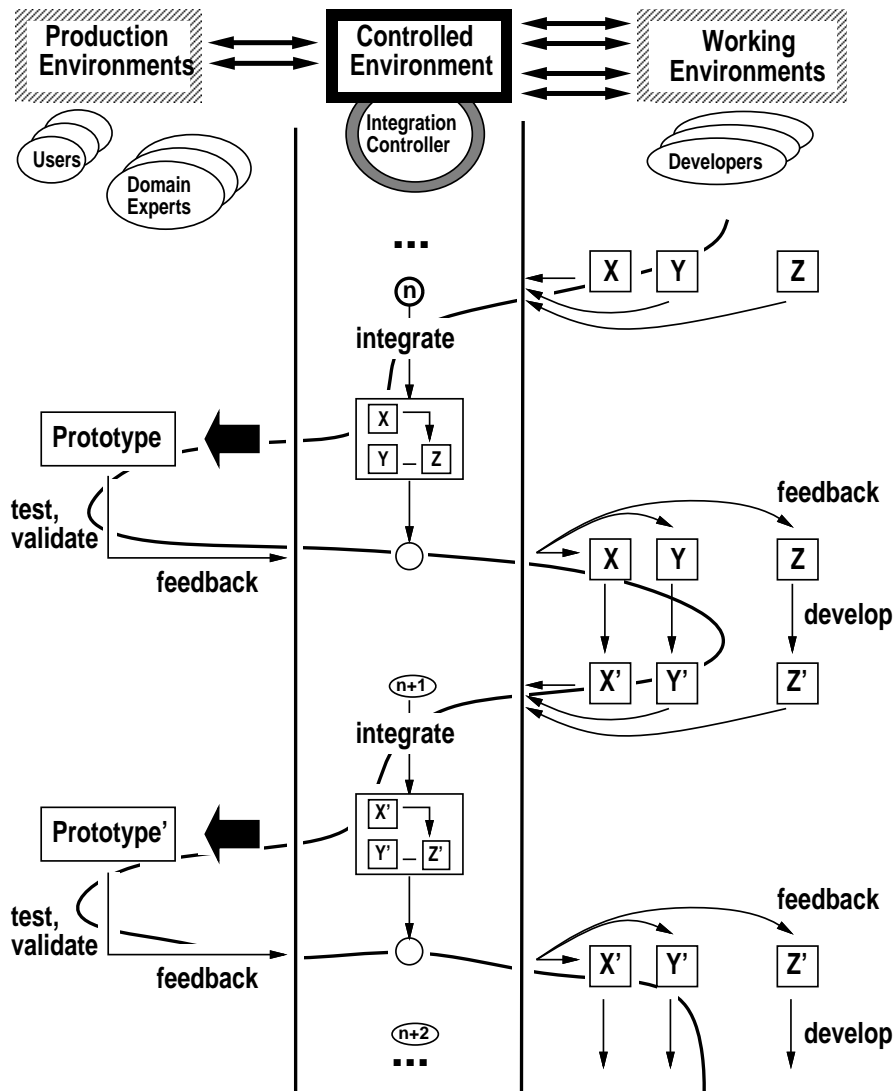 Production
Environments
Controlled
Environment
Working
Environments
Users
Domain
Experts
Integration
Controller
Developers
...
X Y Z
n
integrate
X
Y _ Z
Prototype
test,
validate
feedback
feedback
X Y Z
develop
X' Y' Z'
n+1
integrate
X'
Y' _ Z'
Prototype'
test,
validate
feedback
feedback
X' Y' Z'
develop
n+2
...